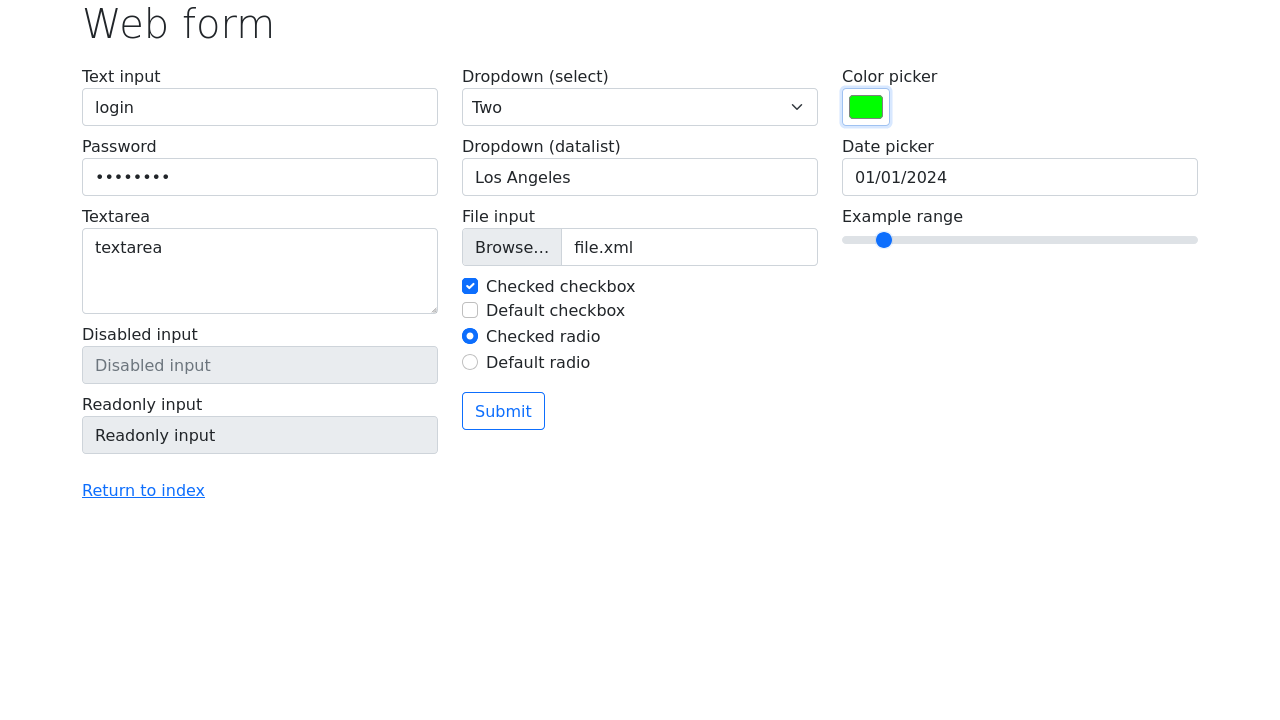 Web form
Text input
login
Password
••••••••
Textarea
textarea
Disabled input
Disabled input
Readonly input
Readonly input
Return to index
Dropdown (select)
Two
Dropdown (datalist)
Los Angeles
File input
Browse... file.xml
Checked checkbox
Default checkbox
Checked radio
Default radio
Submit
Color picker
Date picker
01/01/2024
Example range